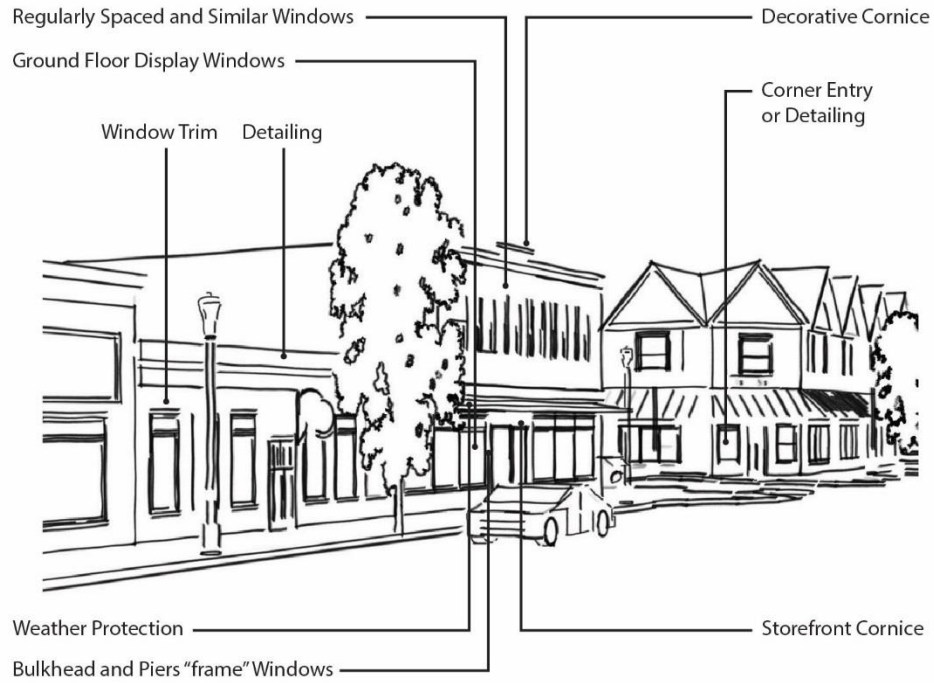 Regularly Spaced and Similar Windows
Decorative Cornice
Ground Floor Display Windows
Corner Entry
or Detailing
Window Trim
Detailing
Weather Protection
Storefront Cornice
Bulkhead and Piers “frame” Windows